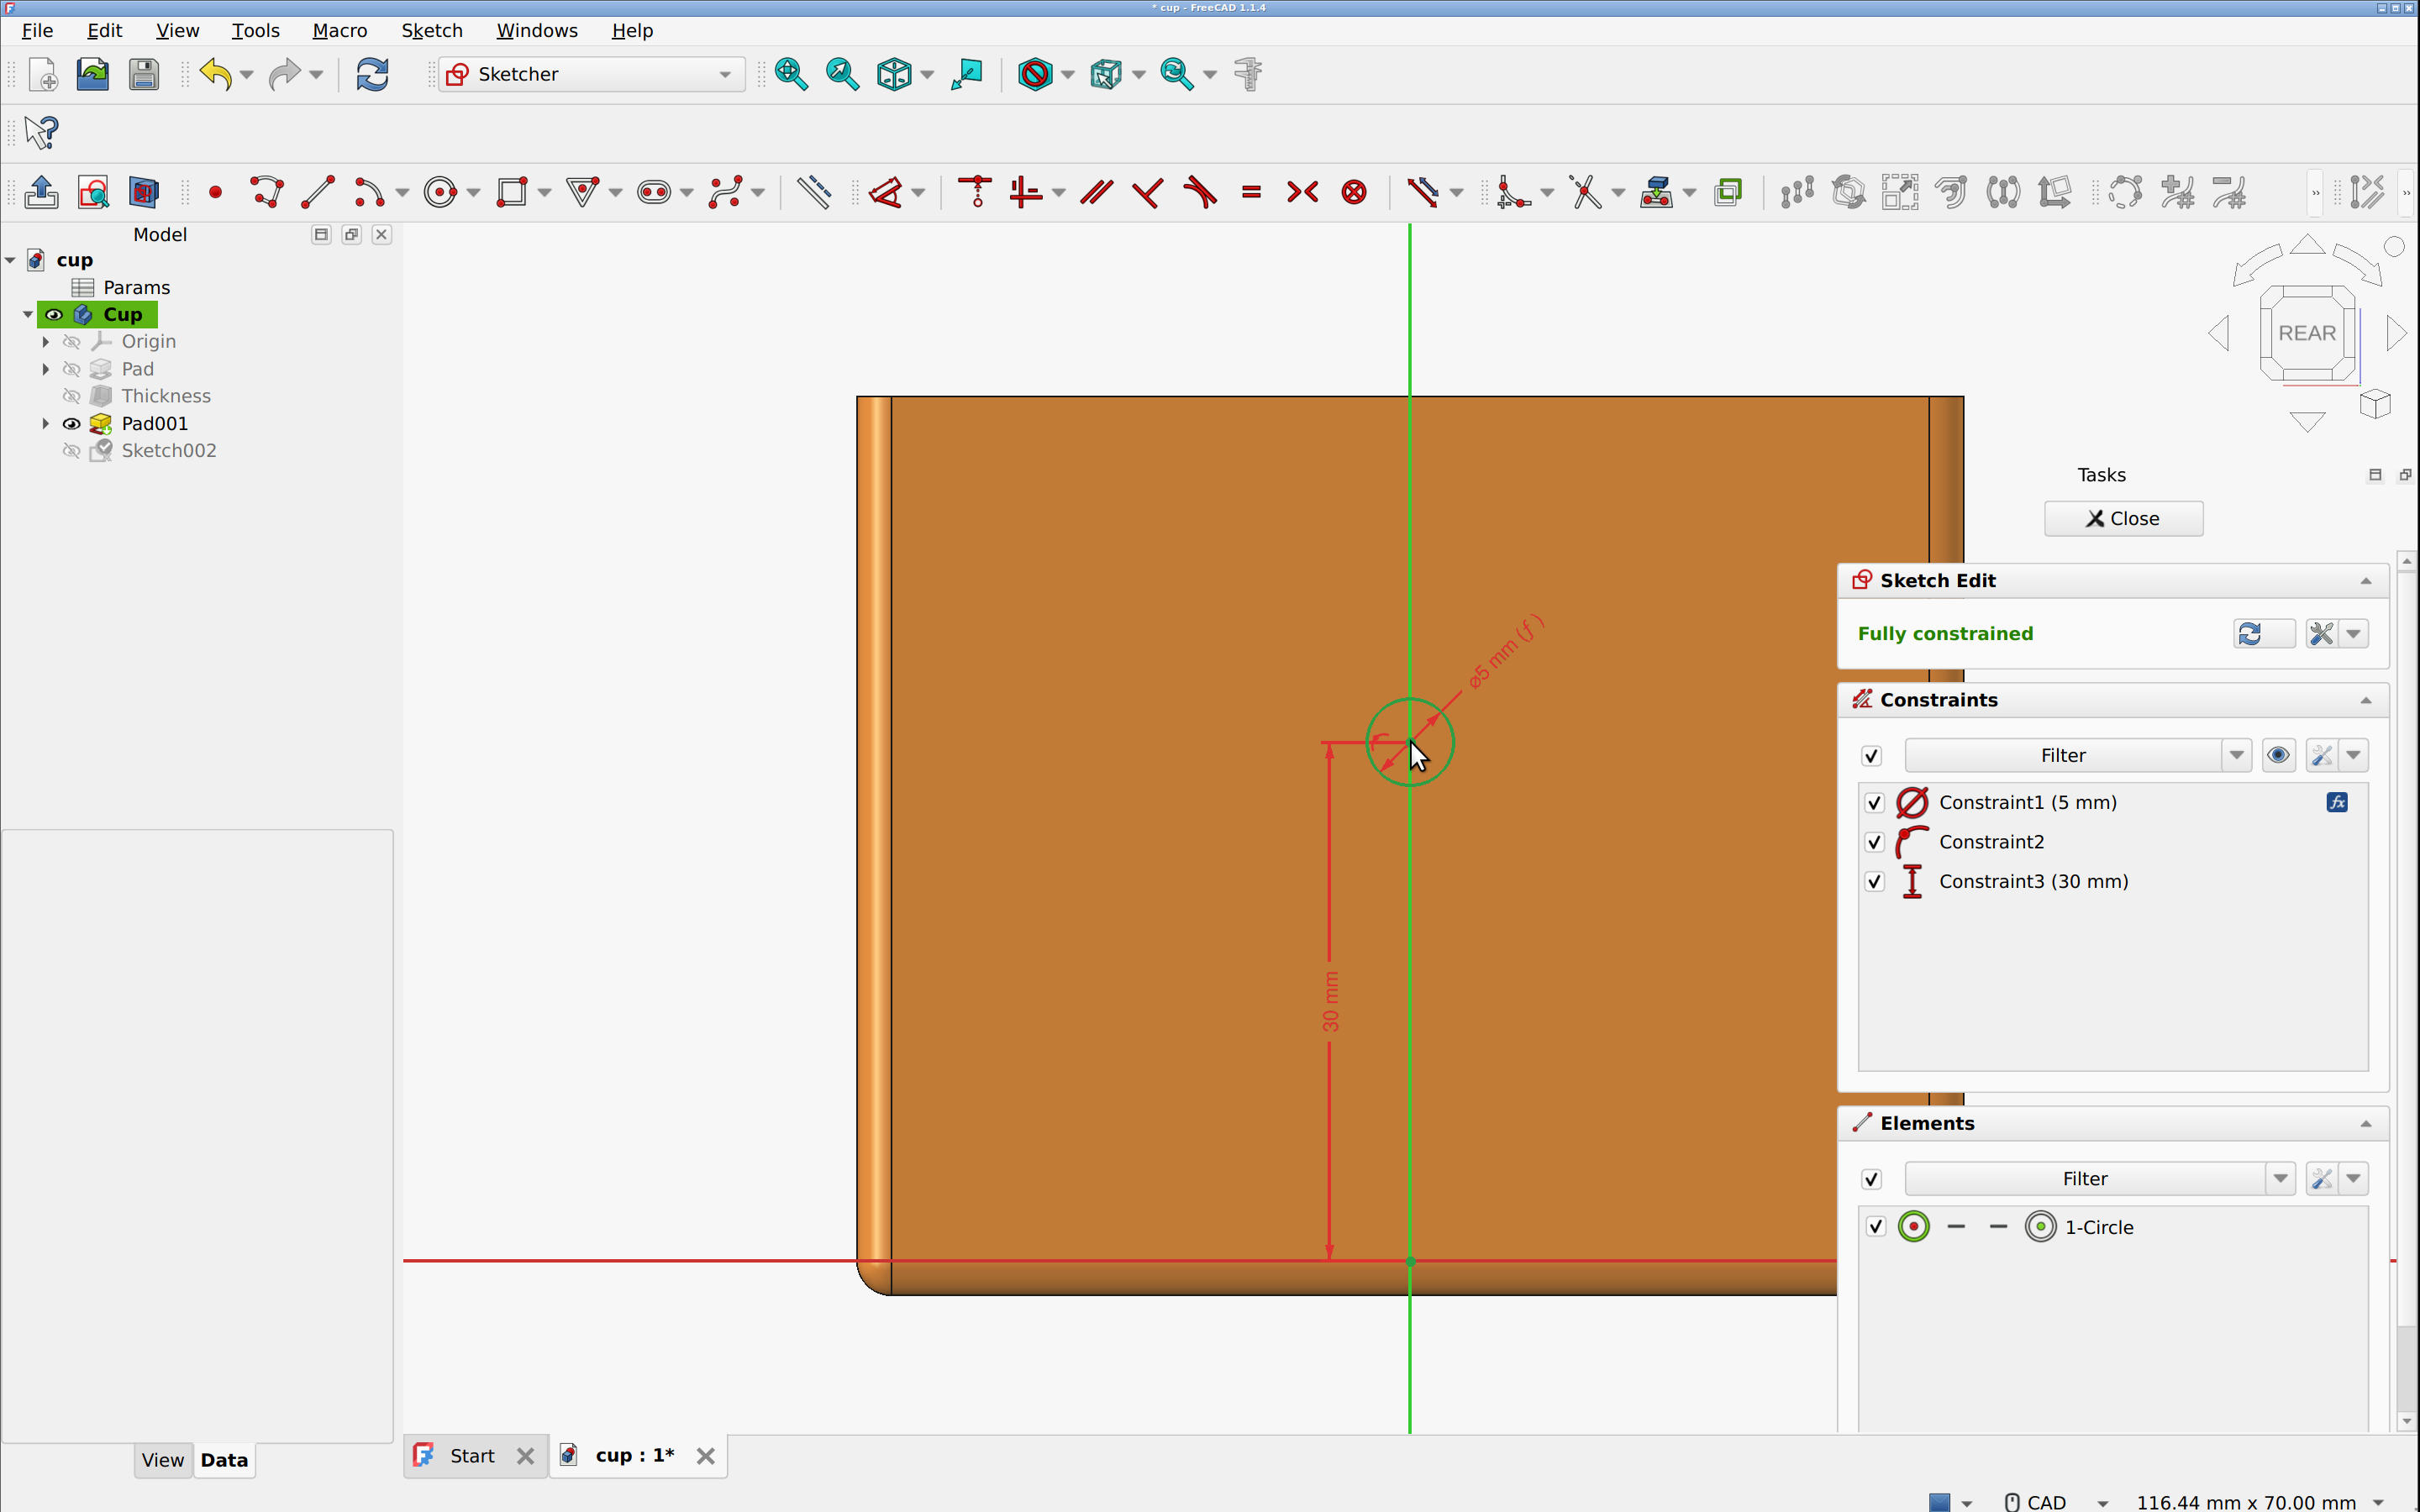 * cup - FreeCAD 1.1.4
File Edit View Tools Macro Sketch Windows Help
Sketcher
Model
cup
Params
Cup
Origin
Pad
Thickness
Pad001
Sketch002
REAR
Tasks
Close
Sketch Edit
Fully constrained
Constraints
Filter
Constraint1 (5 mm)
Constraint2
Constraint3 (30 mm)
Elements
Filter
1-Circle
⌀5 mm (ƒ)
30 mm
View Data
Start
cup : 1*
CAD
116.44 mm x 70.00 mm